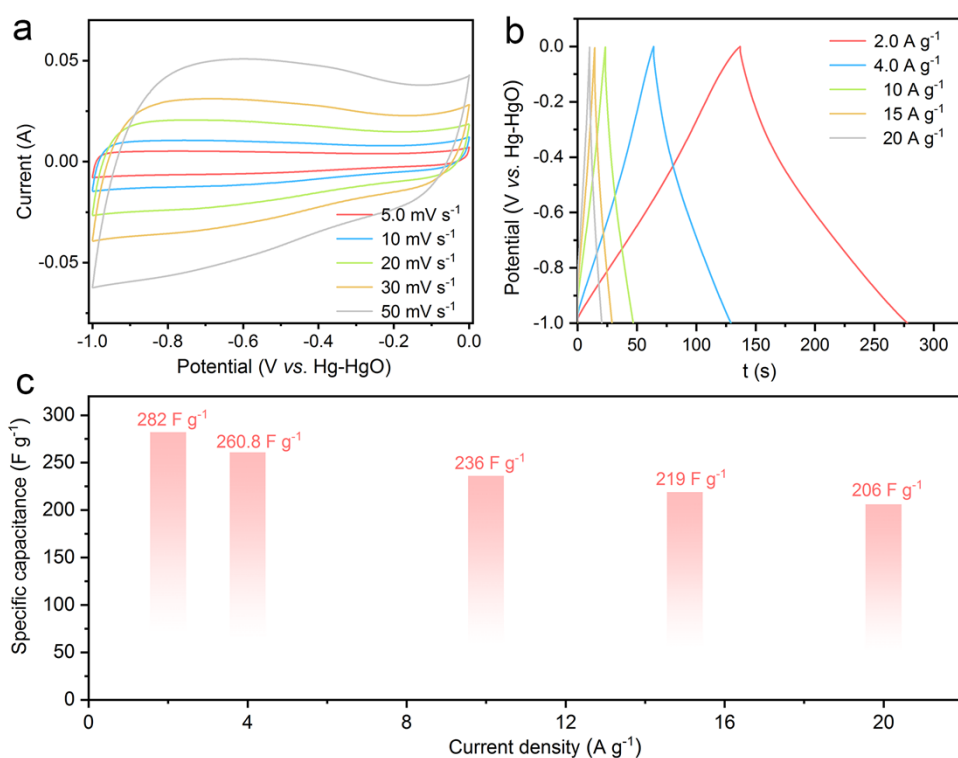 a
0.05
0.00
-0.05
Current (A)
-1.0 -0.8 -0.6 -0.4 -0.2 0.0
Potential (V vs. Hg-HgO)
5.0 mV s⁻¹
10 mV s⁻¹
20 mV s⁻¹
30 mV s⁻¹
50 mV s⁻¹
b
0.0
-0.2
-0.4
-0.6
-0.8
-1.0
Potential (V vs. Hg-HgO)
0 50 100 150 200 250 300
t (s)
2.0 A g⁻¹
4.0 A g⁻¹
10 A g⁻¹
15 A g⁻¹
20 A g⁻¹
c
300
250
200
150
100
50
0
Specific capacitance (F g⁻¹)
282 F g⁻¹
260.8 F g⁻¹
236 F g⁻¹
219 F g⁻¹
206 F g⁻¹
0 4 8 12 16 20
Current density (A g⁻¹)